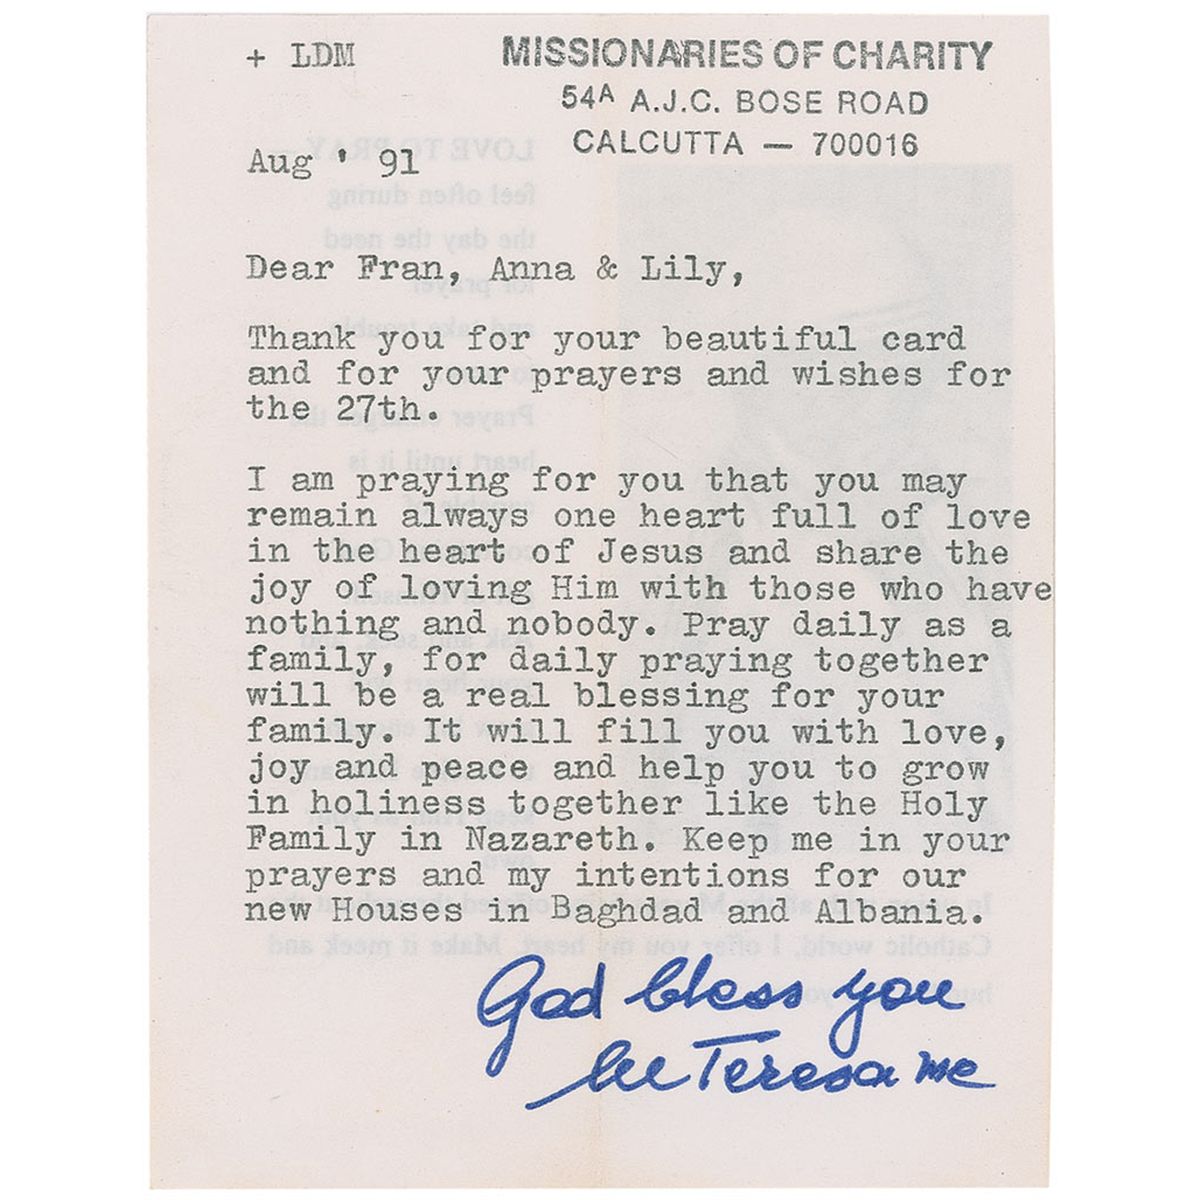 + LDM
MISSIONARIES OF CHARITY
54A A.J.C. BOSE ROAD
CALCUTTA — 700016
Aug ' 91
Dear Fran, Anna & Lily,
Thank you for your beautiful card
and for your prayers and wishes for
the 27th.
I am praying for you that you may
remain always one heart full of love
in the heart of Jesus and share the
joy of loving Him with those who have
nothing and nobody. Pray daily as a
family, for daily praying together
will be a real blessing for your
family. It will fill you with love,
joy and peace and help you to grow
in holiness together like the Holy
Family in Nazareth. Keep me in your
prayers and my intentions for our
new Houses in Baghdad and Albania.
God bless you
lee Teresa mc